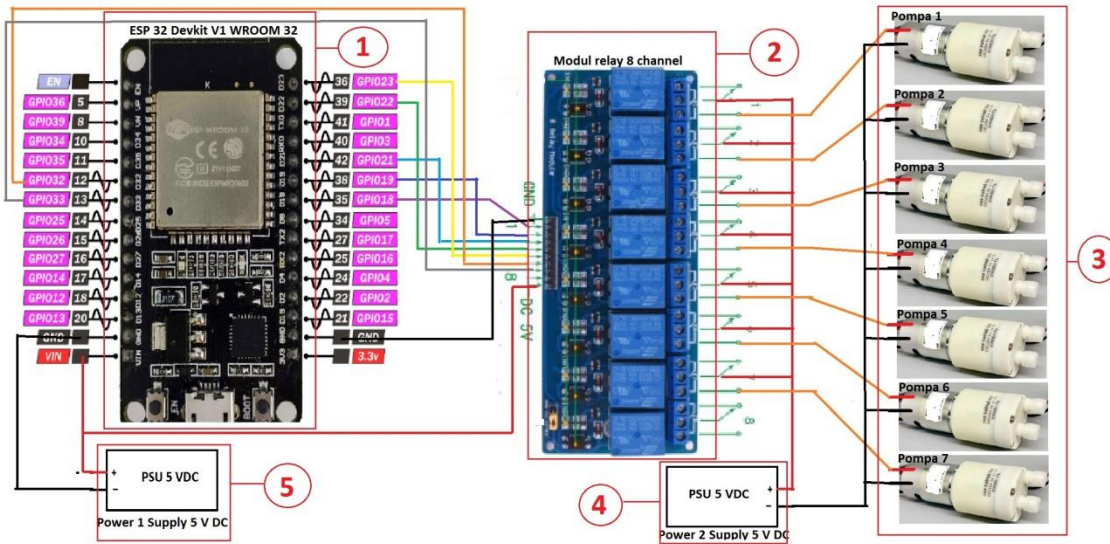 ESP 32 Devkit V1 WROOM 32
1
EN
GPIO36 5
GPIO39 8
GPIO34 10
GPIO35 11
GPIO32 12
GPIO33 13
GPIO25 14
GPIO26 15
GPIO27 16
GPIO14 17
GPIO12 18
GPIO13 20
GND
VIN
36 GPIO23
39 GPIO22
41 GPIO1
40 GPIO3
42 GPIO21
38 GPIO19
35 GPIO18
34 GPIO5
27 GPIO17
25 GPIO16
24 GPIO4
22 GPIO2
21 GPIO15
GND
3.3v
EN
BOOT
PSU 5 VDC
+
-
Power 1 Supply 5 V DC
5
2
Modul relay 8 channel
GND
1
8
DC 5V
PSU 5 VDC
+
-
Power 2 Supply 5 V DC
4
Pompa 1
Pompa 2
Pompa 3
Pompa 4
Pompa 5
Pompa 6
Pompa 7
3